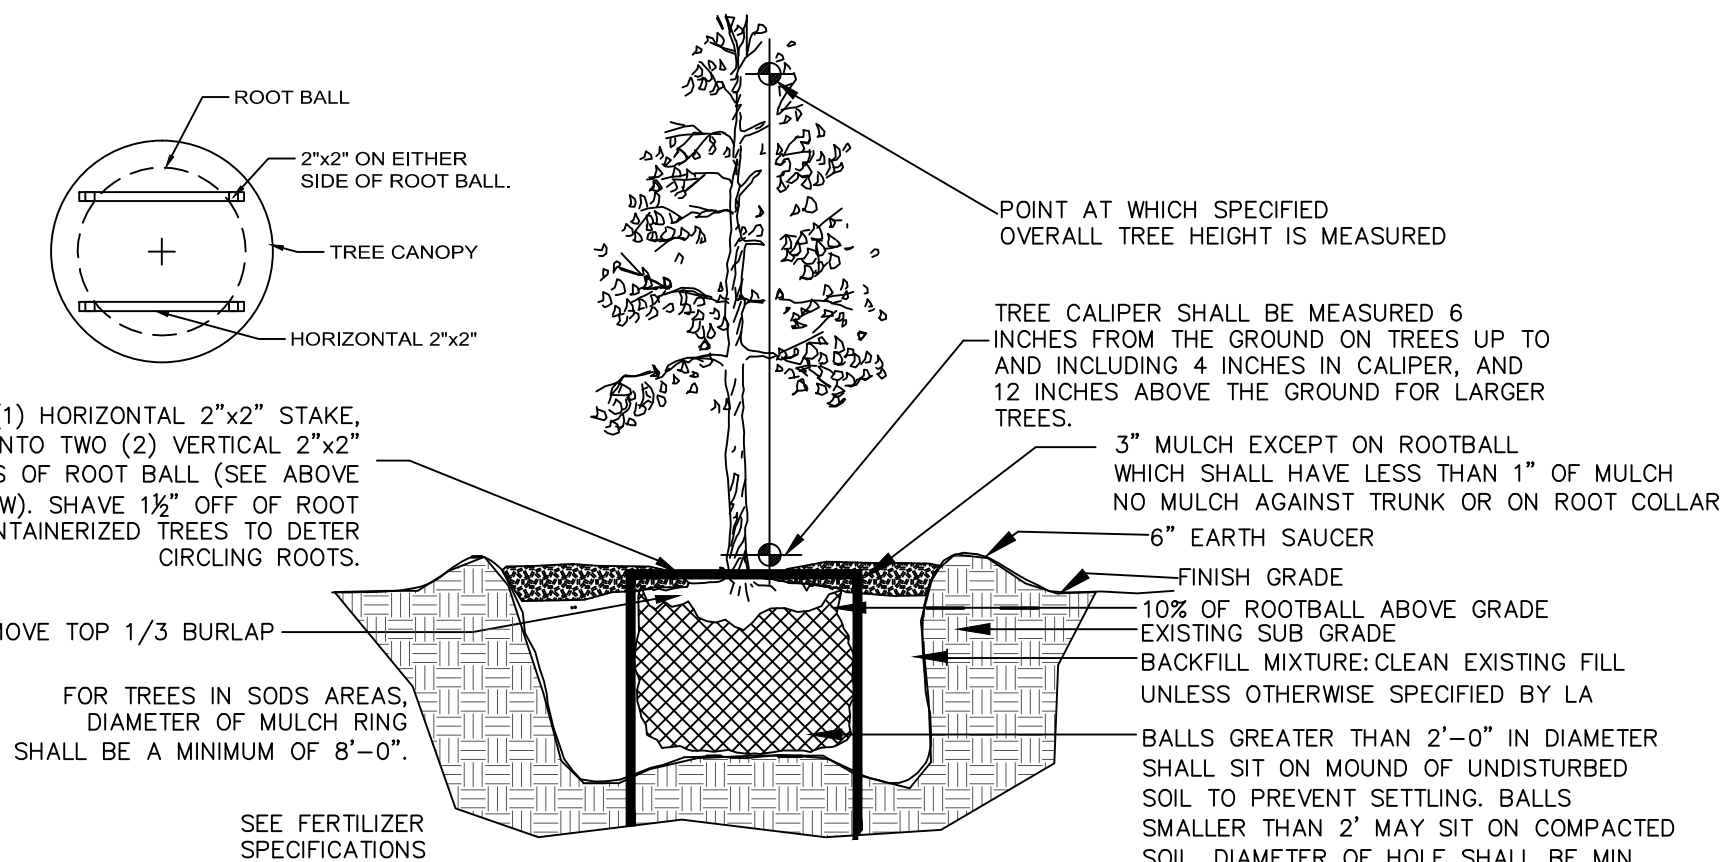 ROOT BALL
2"x2" ON EITHER
SIDE OF ROOT BALL.
TREE CANOPY
HORIZONTAL 2"x2"
(1) HORIZONTAL 2"x2" STAKE,
NTO TWO (2) VERTICAL 2"x2"
S OF ROOT BALL (SEE ABOVE
W). SHAVE 1½" OFF OF ROOT
NTAINERIZED TREES TO DETER
CIRCLING ROOTS.
MOVE TOP 1/3 BURLAP
FOR TREES IN SODS AREAS,
DIAMETER OF MULCH RING
SHALL BE A MINIMUM OF 8'-0".
SEE FERTILIZER
SPECIFICATIONS
POINT AT WHICH SPECIFIED
OVERALL TREE HEIGHT IS MEASURED
TREE CALIPER SHALL BE MEASURED 6
INCHES FROM THE GROUND ON TREES UP TO
AND INCLUDING 4 INCHES IN CALIPER, AND
12 INCHES ABOVE THE GROUND FOR LARGER
TREES.
3" MULCH EXCEPT ON ROOTBALL
WHICH SHALL HAVE LESS THAN 1" OF MULCH
NO MULCH AGAINST TRUNK OR ON ROOT COLLAR
6" EARTH SAUCER
FINISH GRADE
10% OF ROOTBALL ABOVE GRADE
EXISTING SUB GRADE
BACKFILL MIXTURE: CLEAN EXISTING FILL
UNLESS OTHERWISE SPECIFIED BY LA
BALLS GREATER THAN 2'-0" IN DIAMETER
SHALL SIT ON MOUND OF UNDISTURBED
SOIL TO PREVENT SETTLING. BALLS
SMALLER THAN 2' MAY SIT ON COMPACTED
SOIL. DIAMETER OF HOLE SHALL BE MIN.